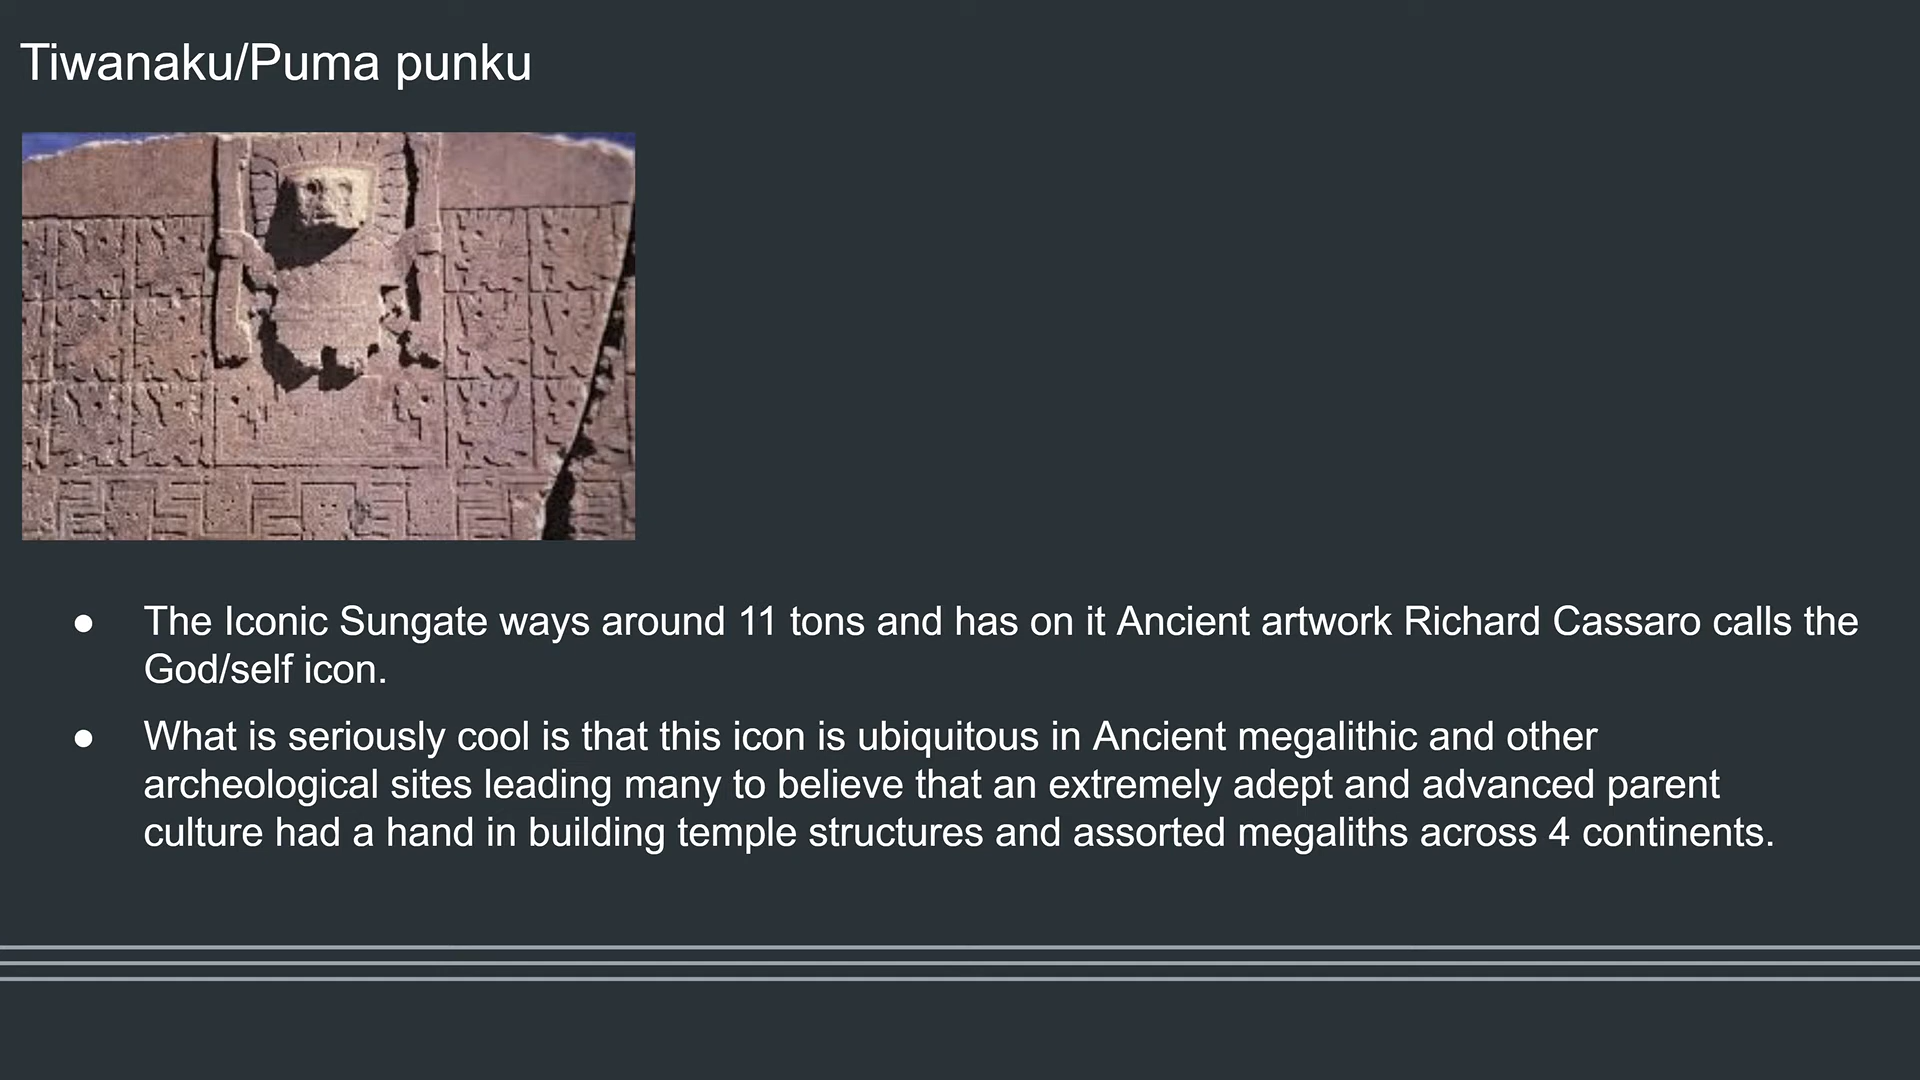 Tiwanaku/Puma punku
● The Iconic Sungate ways around 11 tons and has on it Ancient artwork Richard Cassaro calls the
God/self icon.
● What is seriously cool is that this icon is ubiquitous in Ancient megalithic and other
archeological sites leading many to believe that an extremely adept and advanced parent
culture had a hand in building temple structures and assorted megaliths across 4 continents.